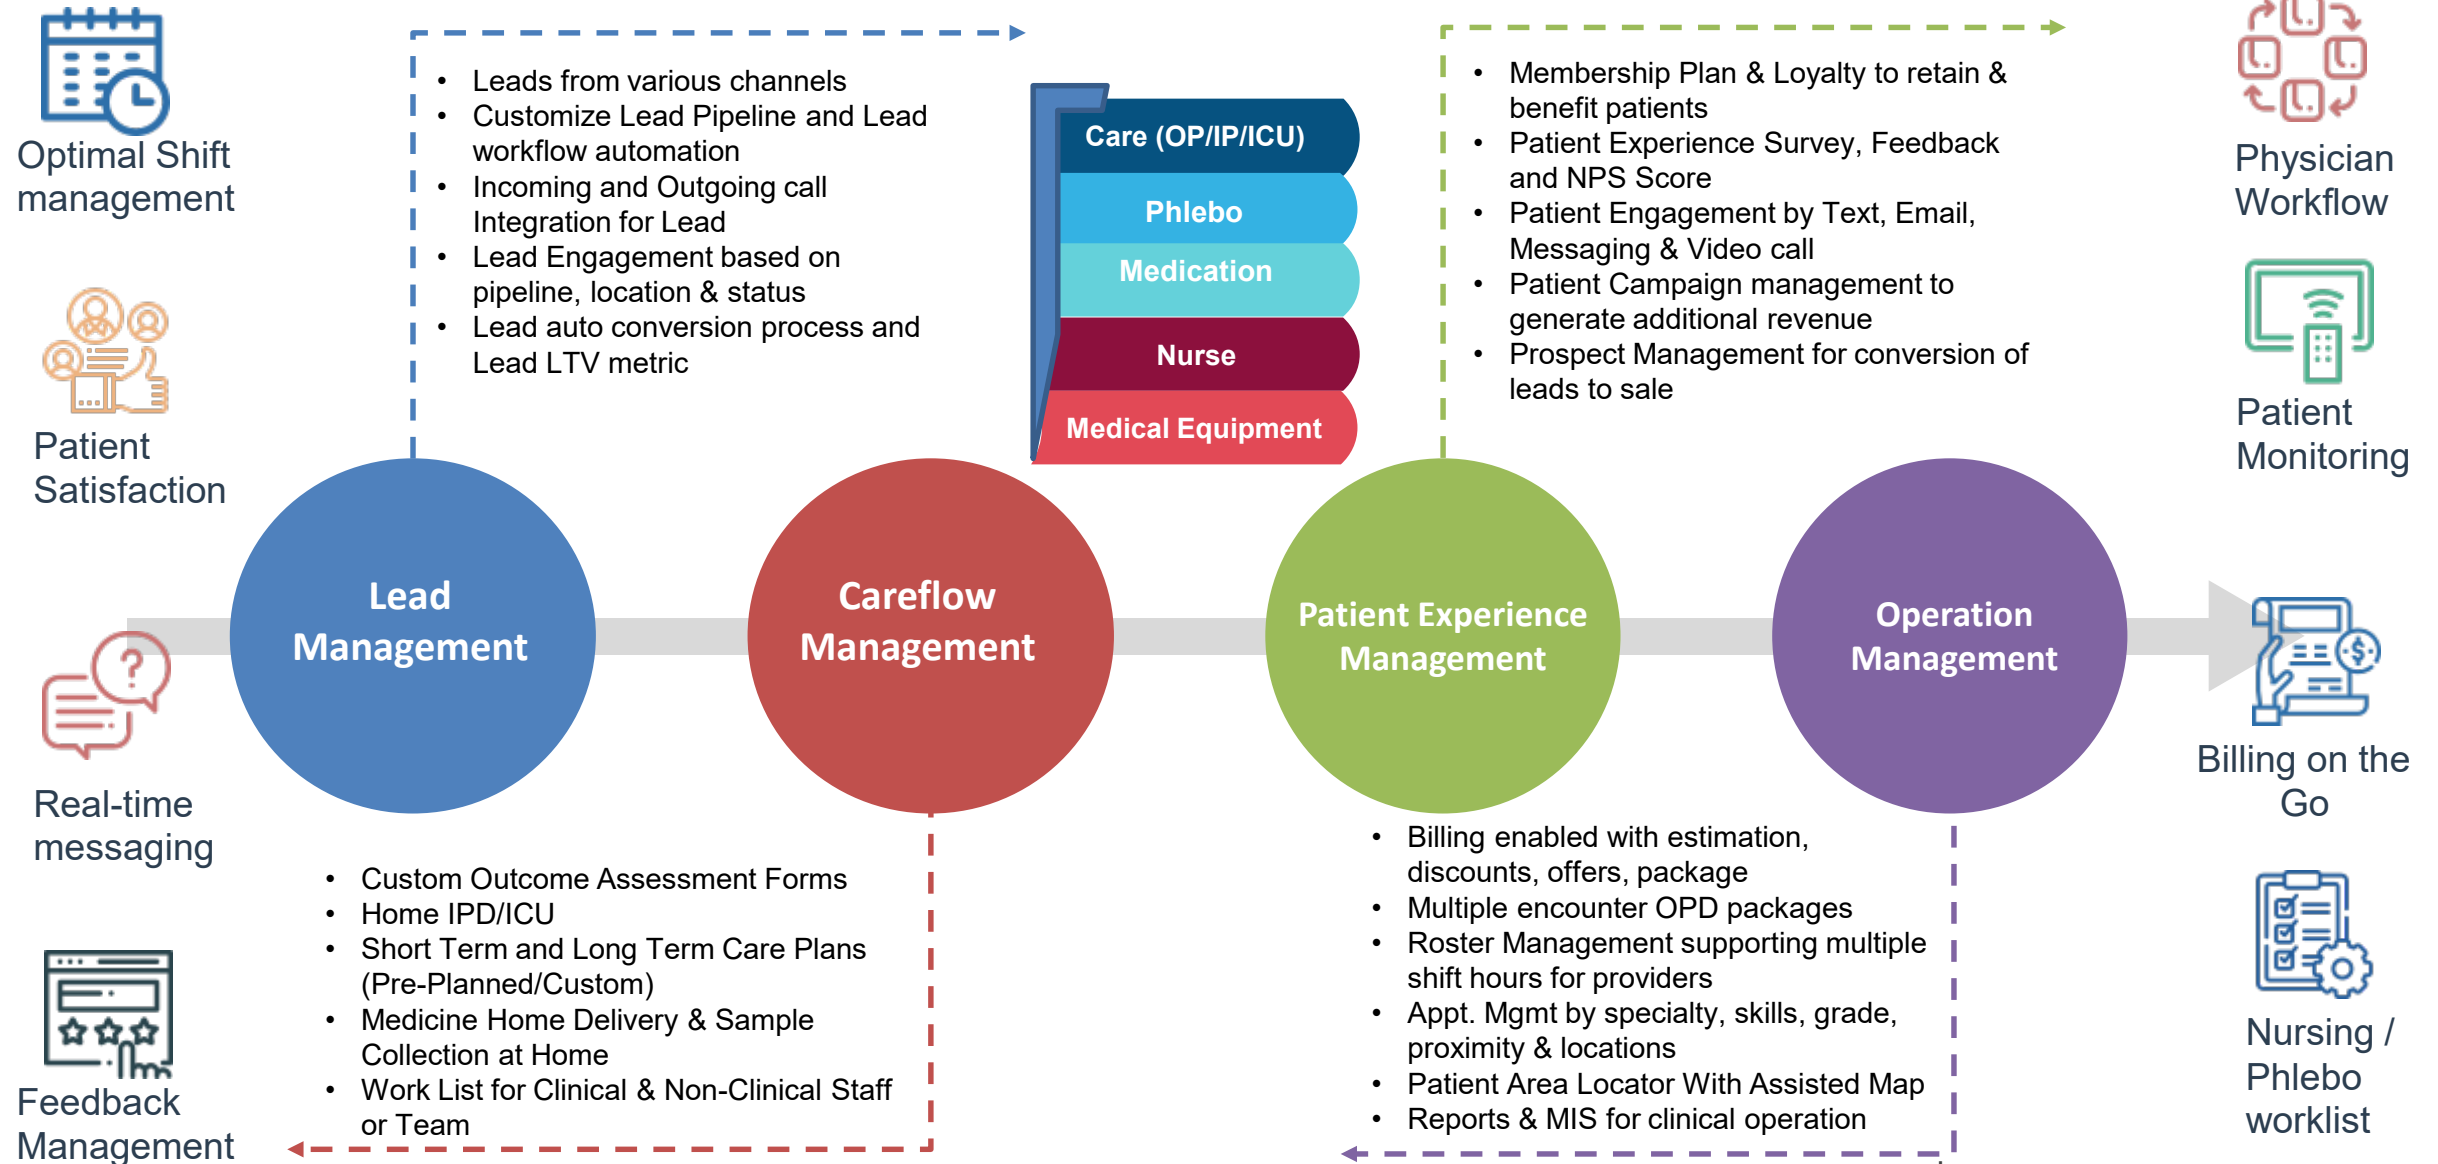 Optimal Shift
management
Patient
Satisfaction
Real-time
messaging
Feedback
Management
• Leads from various channels
• Customize Lead Pipeline and Lead
workflow automation
• Incoming and Outgoing call
Integration for Lead
• Lead Engagement based on
pipeline, location & status
• Lead auto conversion process and
Lead LTV metric
Care (OP/IP/ICU)
Phlebo
Medication
Nurse
Medical Equipment
• Membership Plan & Loyalty to retain &
benefit patients
• Patient Experience Survey, Feedback
and NPS Score
• Patient Engagement by Text, Email,
Messaging & Video call
• Patient Campaign management to
generate additional revenue
• Prospect Management for conversion of
leads to sale
Lead
Management
Careflow
Management
Patient Experience
Management
Operation
Management
• Custom Outcome Assessment Forms
• Home IPD/ICU
• Short Term and Long Term Care Plans
(Pre-Planned/Custom)
• Medicine Home Delivery & Sample
Collection at Home
• Work List for Clinical & Non-Clinical Staff
or Team
• Billing enabled with estimation,
discounts, offers, package
• Multiple encounter OPD packages
• Roster Management supporting multiple
shift hours for providers
• Appt. Mgmt by specialty, skills, grade,
proximity & locations
• Patient Area Locator With Assisted Map
• Reports & MIS for clinical operation
Physician
Workflow
Patient
Monitoring
Billing on the
Go
Nursing /
Phlebo
worklist